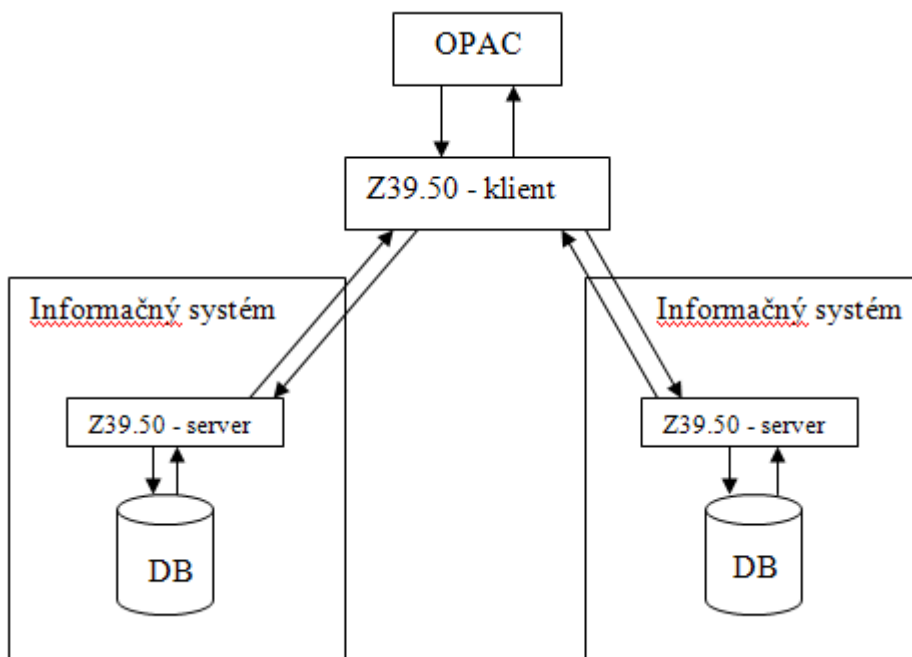 OPAC
Z39.50 - klient
Informačný systém
Informačný systém
Z39.50 - server
Z39.50 - server
DB
DB